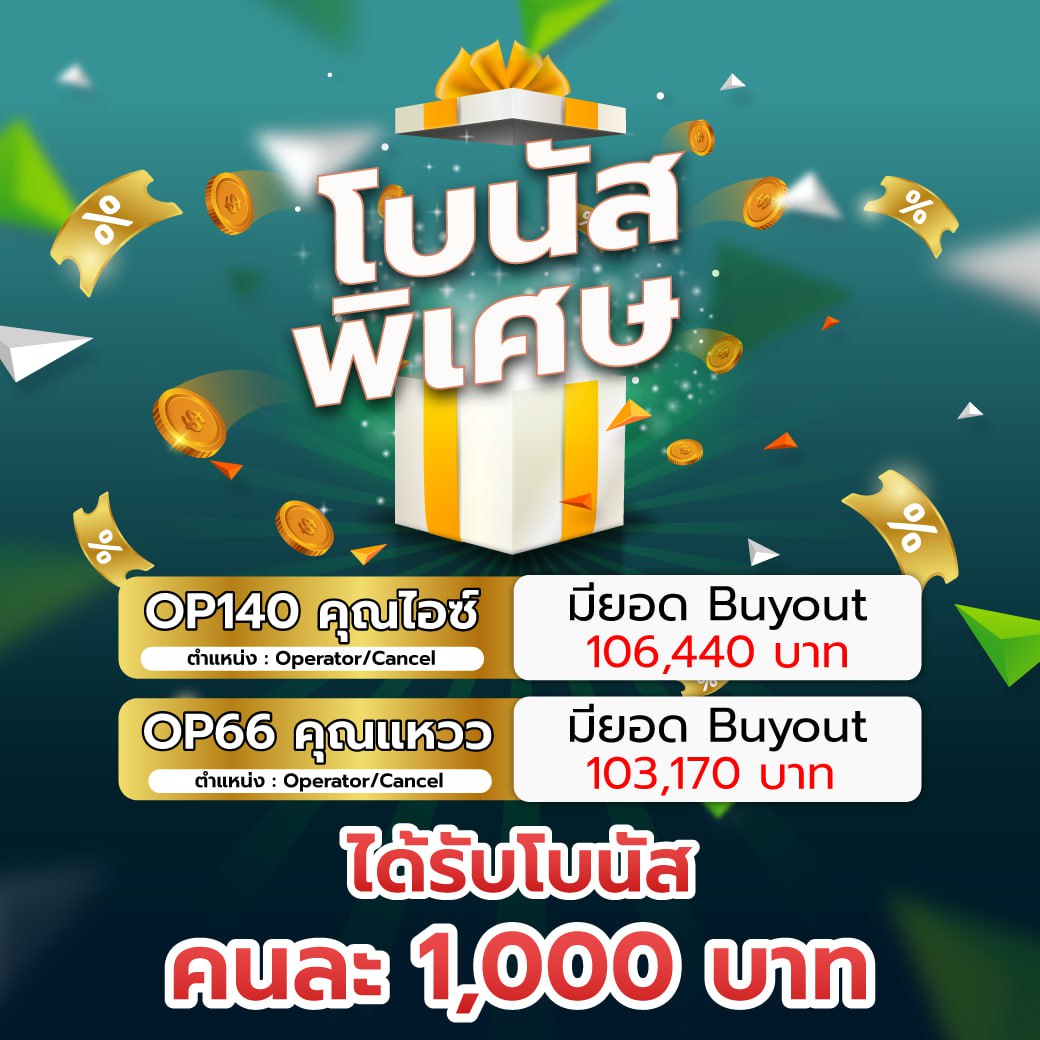 โบนัส
พิเศษ
OP140 คุณไอซ์
ตำแหน่ง : Operator/Cancel
มียอด Buyout
106,440 บาท
OP66 คุณแหวว
ตำแหน่ง : Operator/Cancel
มียอด Buyout
103,170 บาท
ได้รับโบนัส
คนละ 1,000 บาท